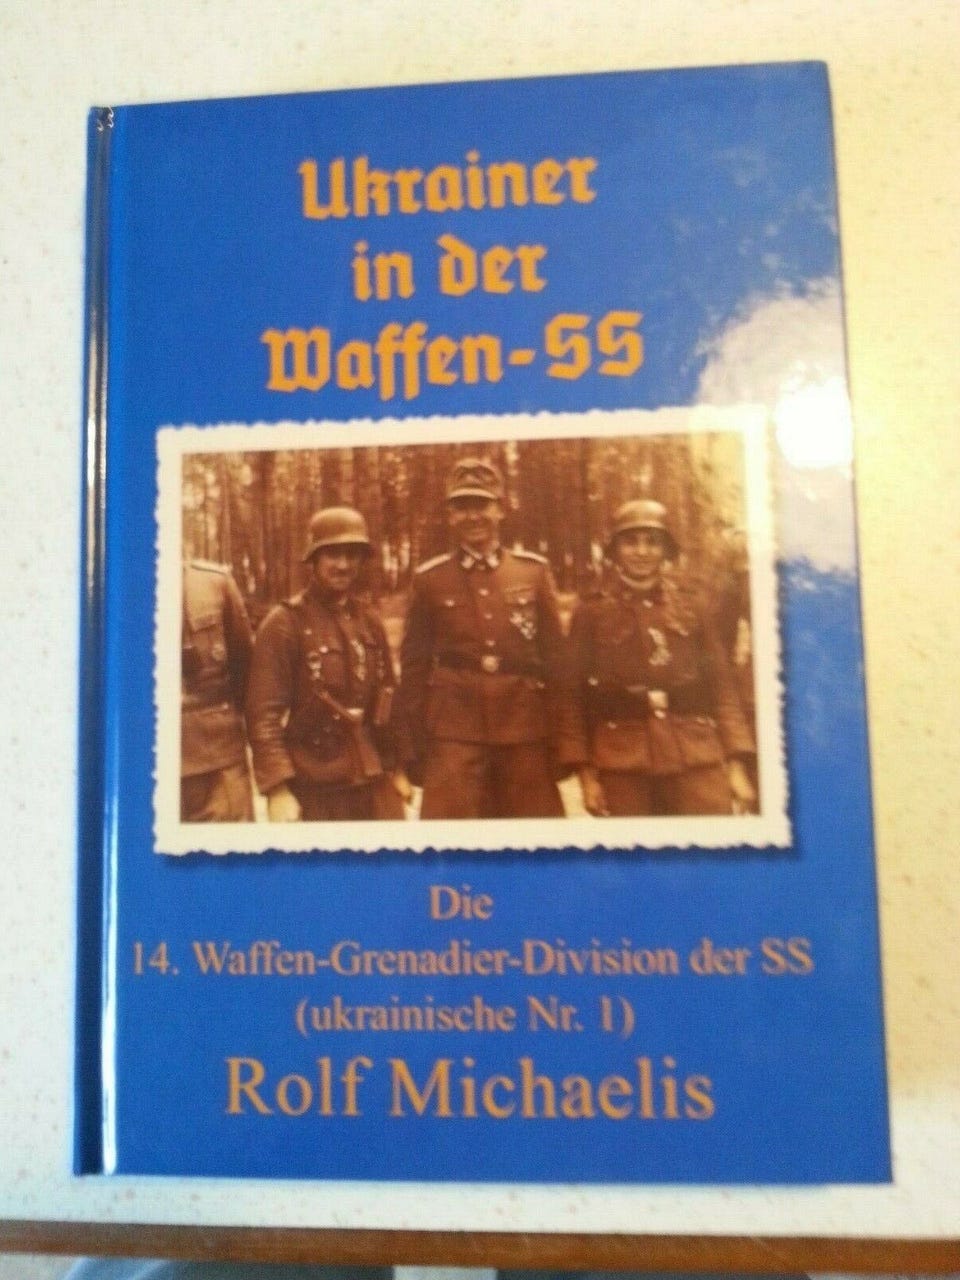 Ukrainer
in der
Waffen-SS
Die
14. Waffen-Grenadier-Division der SS
(ukrainische Nr. 1)
Rolf Michaelis